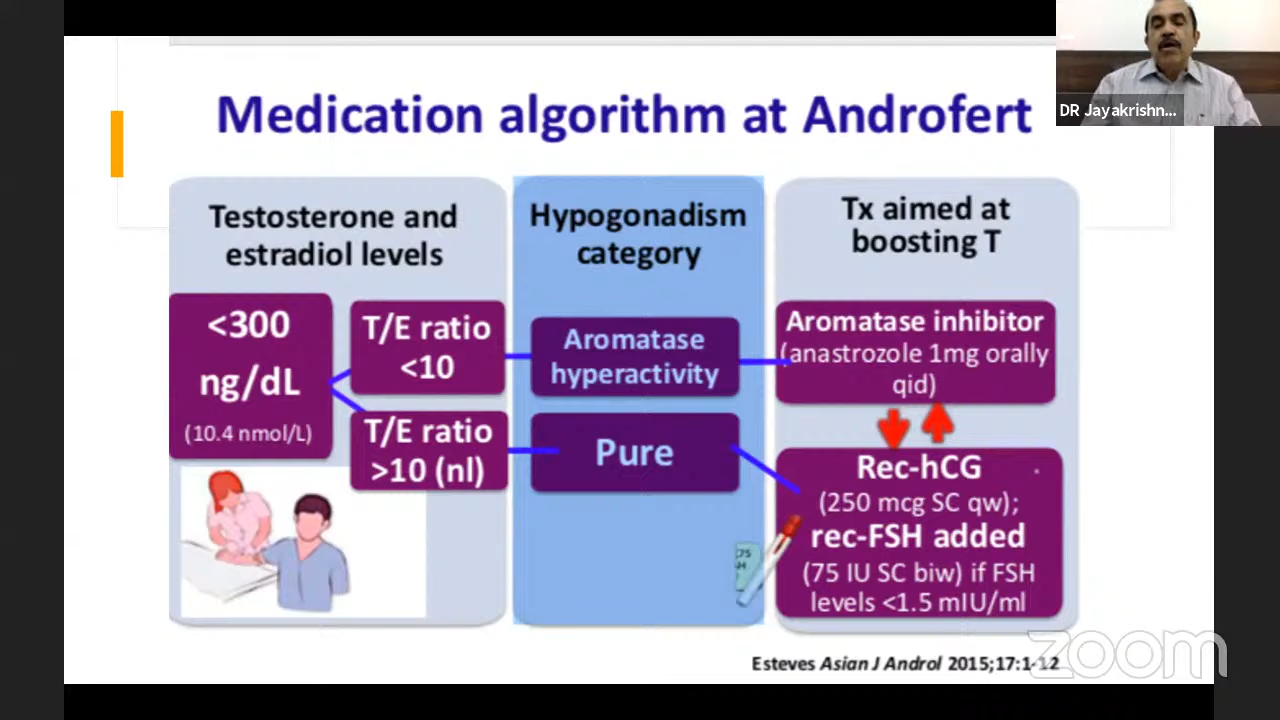 Medication algorithm at Androfert
DR Jayakrishn...
Testosterone and
estradiol levels
<300
ng/dL
(10.4 nmol/L)
T/E ratio
<10
T/E ratio
>10 (nl)
Hypogonadism
category
Aromatase
hyperactivity
Pure
Tx aimed at
boosting T
Aromatase inhibitor
(anastrozole 1mg orally
qid)
Rec-hCG
(250 mcg SC qw);
rec-FSH added
(75 IU SC biw) if FSH
levels <1.5 mIU/ml
Esteves Asian J Androl 2015;17:1-12
zoom